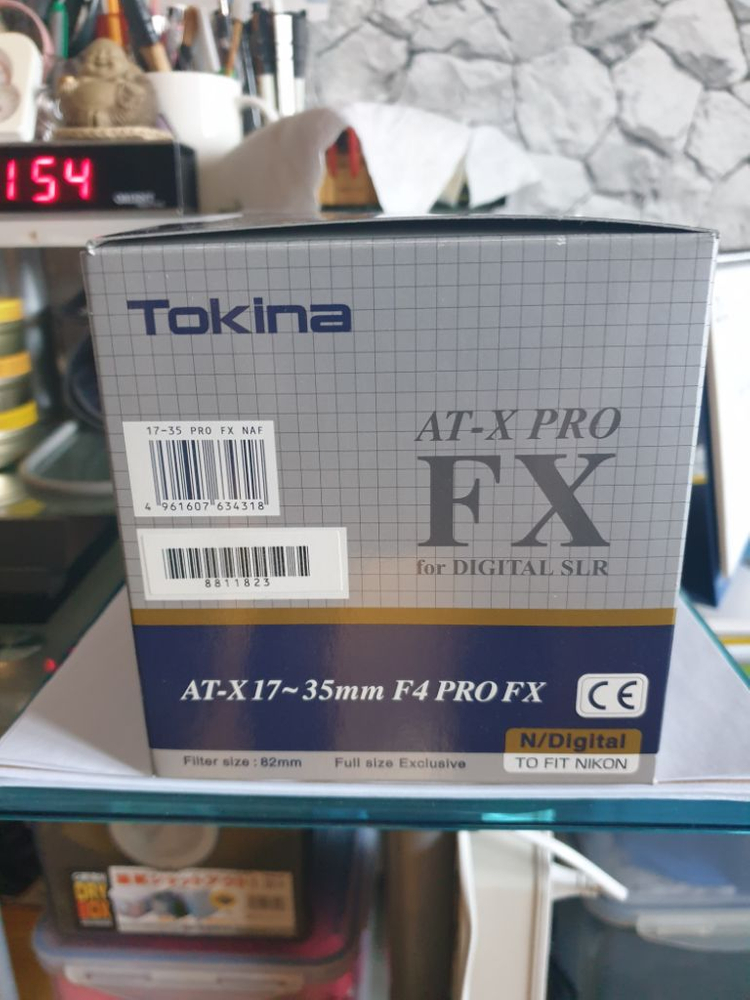 154
Tokina
17-35 PRO FX NAF
4 961607 634318
8811823
AT-X PRO
FX
for DIGITAL SLR
AT-X 17~35mm F4 PRO FX
CE
N/Digital
TO FIT NIKON
Filter size : 82mm
Full size Exclusive
DRY